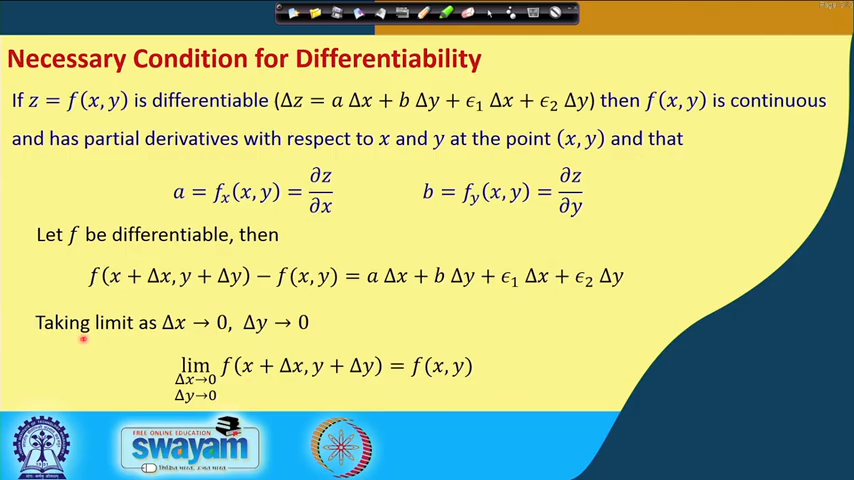 Necessary Condition for Differentiability
If z = f(x, y) is differentiable (Δz = a Δx + b Δy + ϵ₁ Δx + ϵ₂ Δy) then f(x, y) is continuous
and has partial derivatives with respect to x and y at the point (x, y) and that
a = fₓ(x, y) = ∂z/∂x b = f_y(x, y) = ∂z/∂y
Let f be differentiable, then
f(x + Δx, y + Δy) − f(x, y) = a Δx + b Δy + ϵ₁ Δx + ϵ₂ Δy
Taking limit as Δx → 0, Δy → 0
lim f(x + Δx, y + Δy) = f(x, y)
Δx→0
Δy→0
FREE ONLINE EDUCATION
swayam